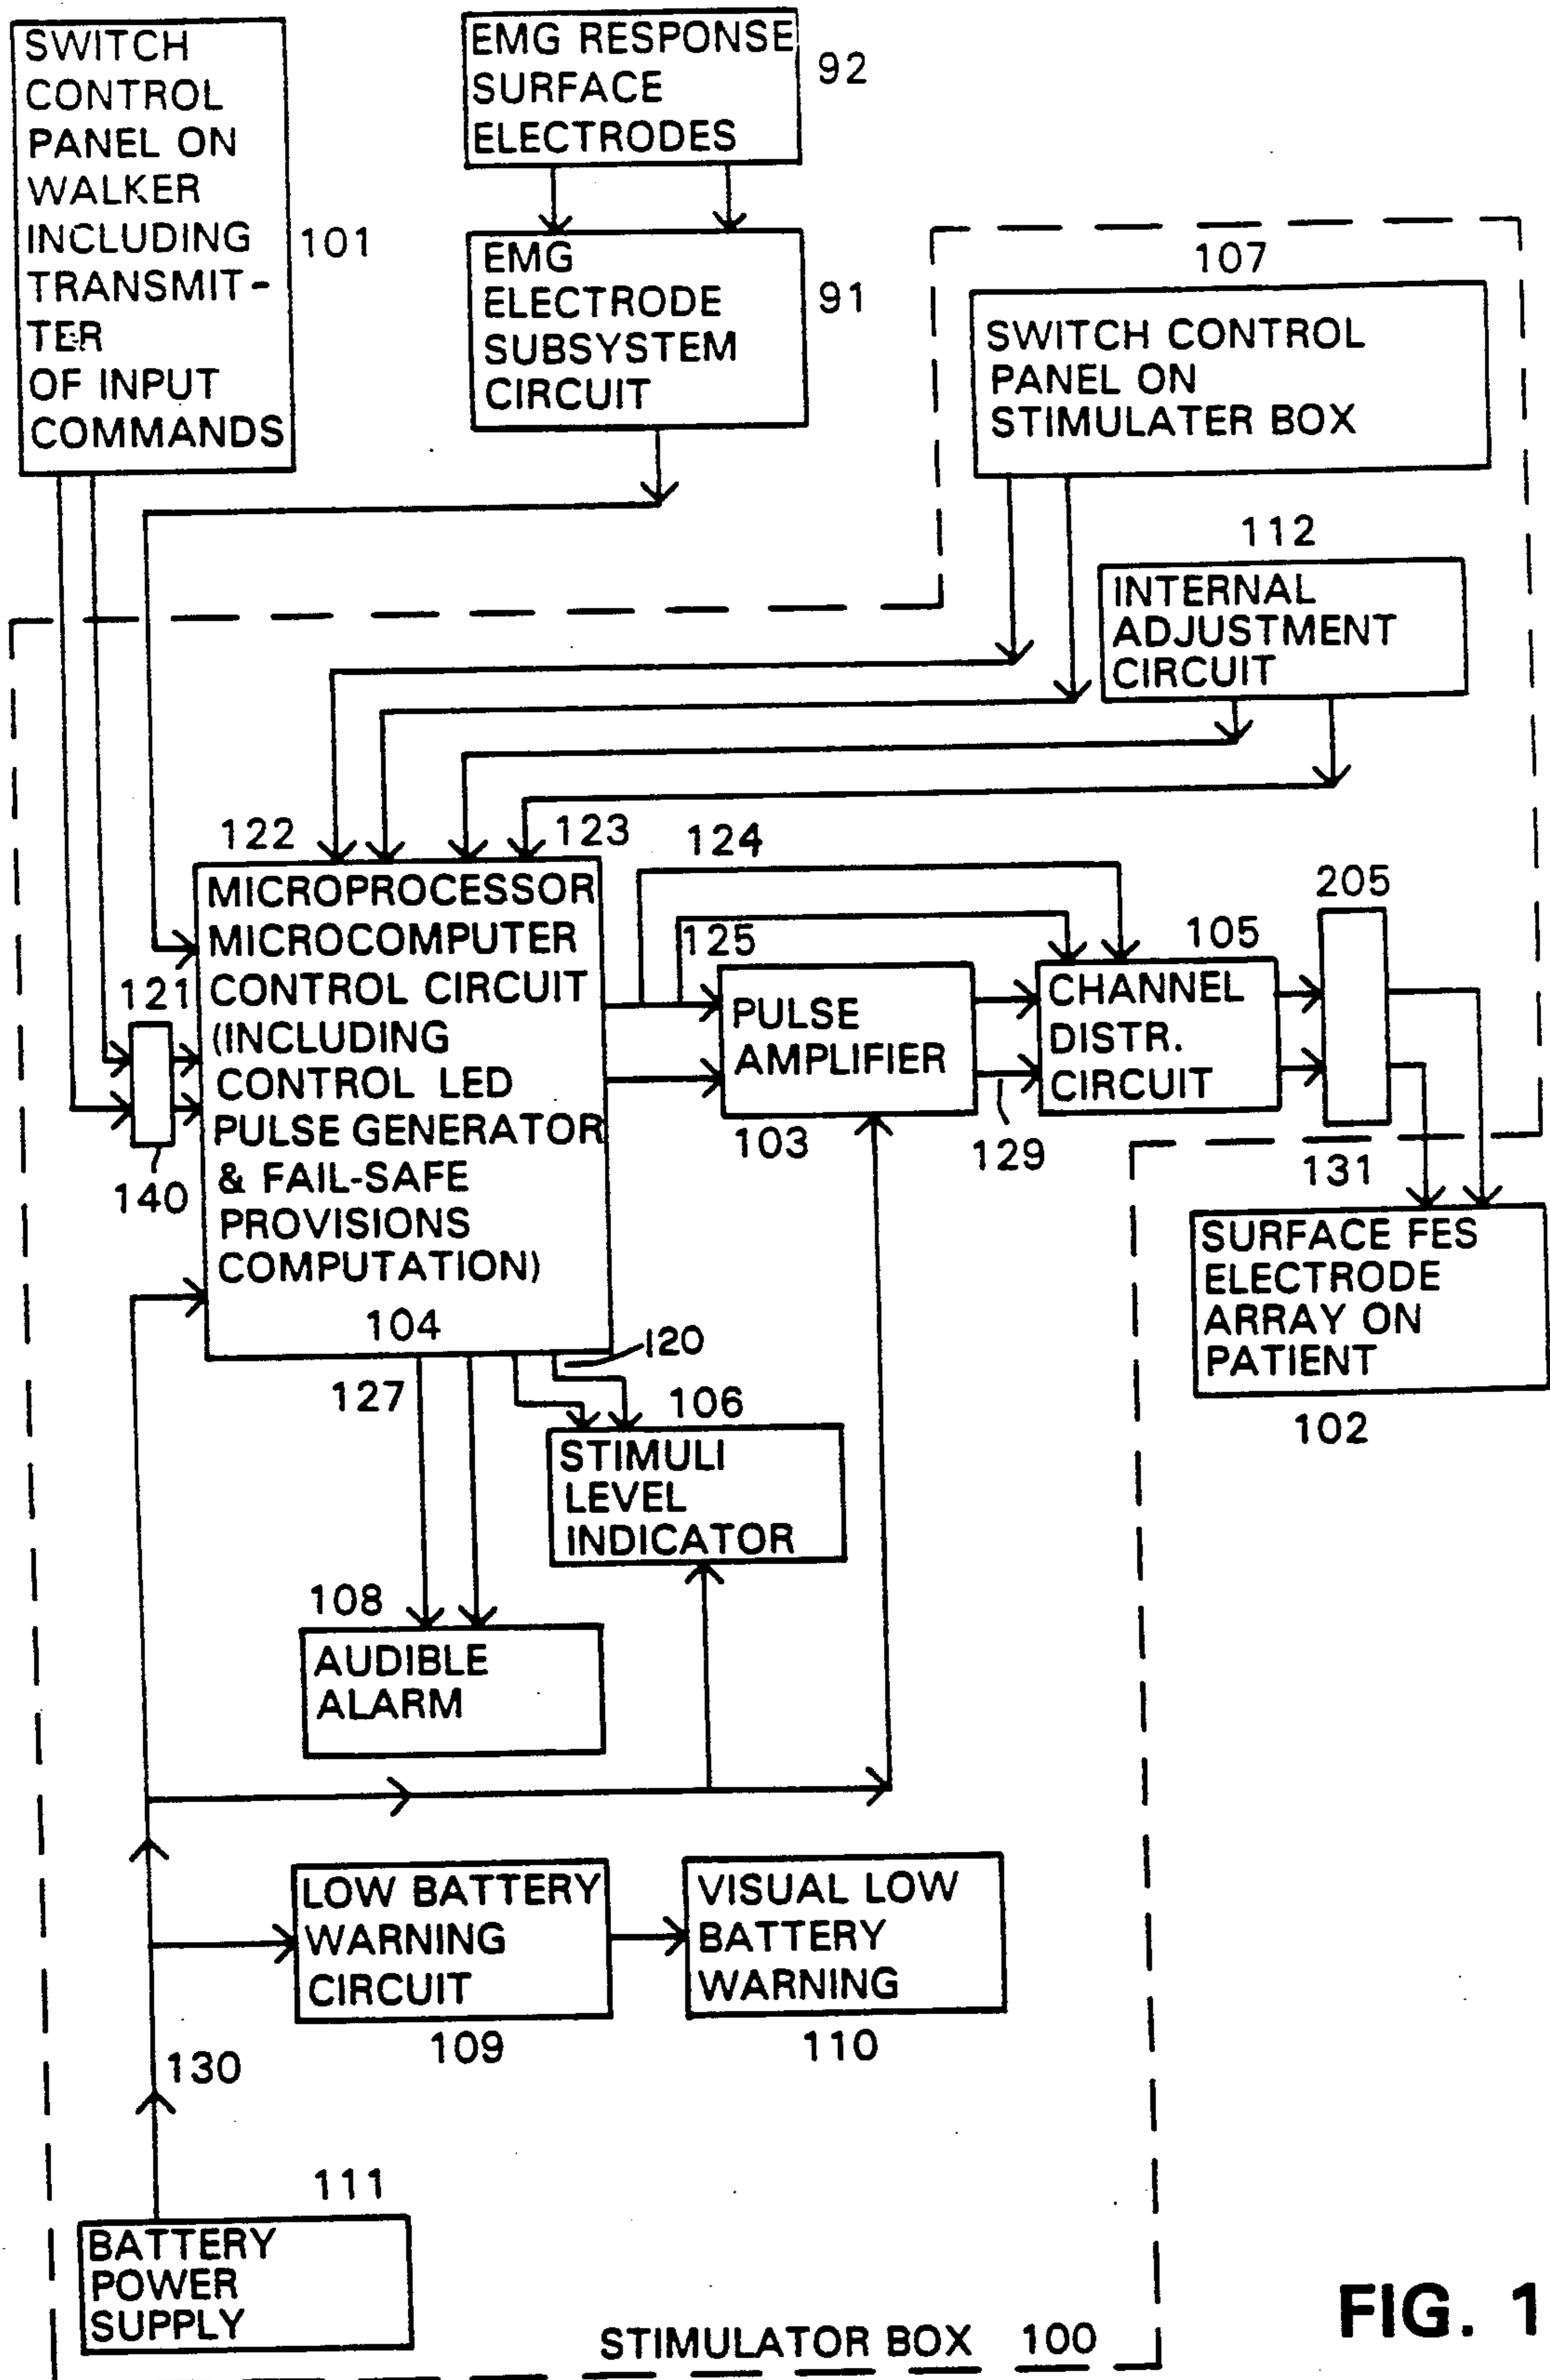 SWITCH
CONTROL
PANEL ON
WALKER
INCLUDING
TRANSMIT-
TER
OF INPUT
COMMANDS
101
EMG RESPONSE
SURFACE
ELECTRODES
92
EMG
ELECTRODE
SUBSYSTEM
CIRCUIT
91
107
SWITCH CONTROL
PANEL ON
STIMULATER BOX
112
INTERNAL
ADJUSTMENT
CIRCUIT
122
123
124
125
121
140
MICROPROCESSOR
MICROCOMPUTER
CONTROL CIRCUIT
(INCLUDING
CONTROL LED
PULSE GENERATOR
& FAIL-SAFE
PROVISIONS
COMPUTATION)
104
PULSE
AMPLIFIER
103
129
105
CHANNEL
DISTR.
CIRCUIT
205
131
SURFACE FES
ELECTRODE
ARRAY ON
PATIENT
102
120
127
106
STIMULI
LEVEL
INDICATOR
108
AUDIBLE
ALARM
LOW BATTERY
WARNING
CIRCUIT
109
VISUAL LOW
BATTERY
WARNING
110
130
111
BATTERY
POWER
SUPPLY
STIMULATOR BOX 100
FIG. 1